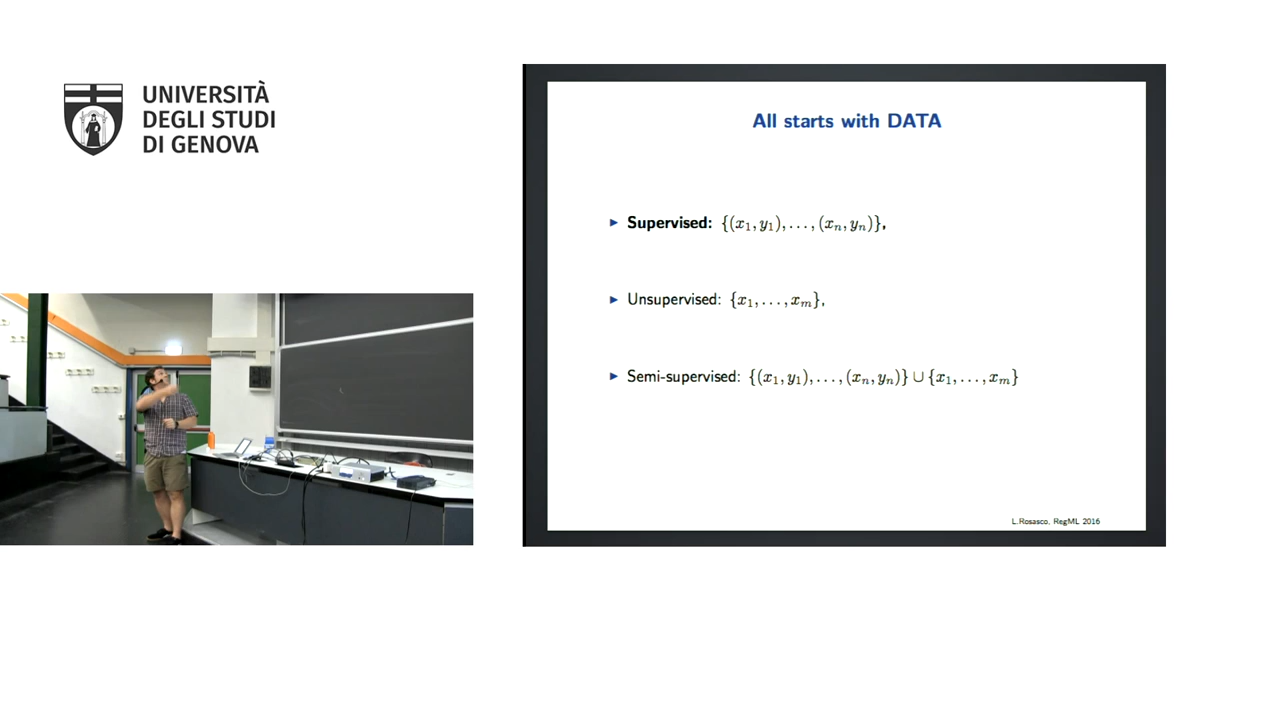 UNIVERSITÀ
DEGLI STUDI
DI GENOVA
All starts with DATA
► Supervised: {(x₁, y₁), . . . , (xₙ, yₙ)},
► Unsupervised: {x₁, . . . , xₘ},
► Semi-supervised: {(x₁, y₁), . . . , (xₙ, yₙ)} ∪ {x₁, . . . , xₘ}
L.Rosasco, RegML 2016